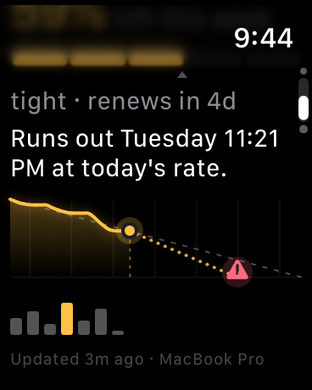 9:44
tight · renews in 4d
Runs out Tuesday 11:21
PM at today's rate.
Updated 3m ago · MacBook Pro